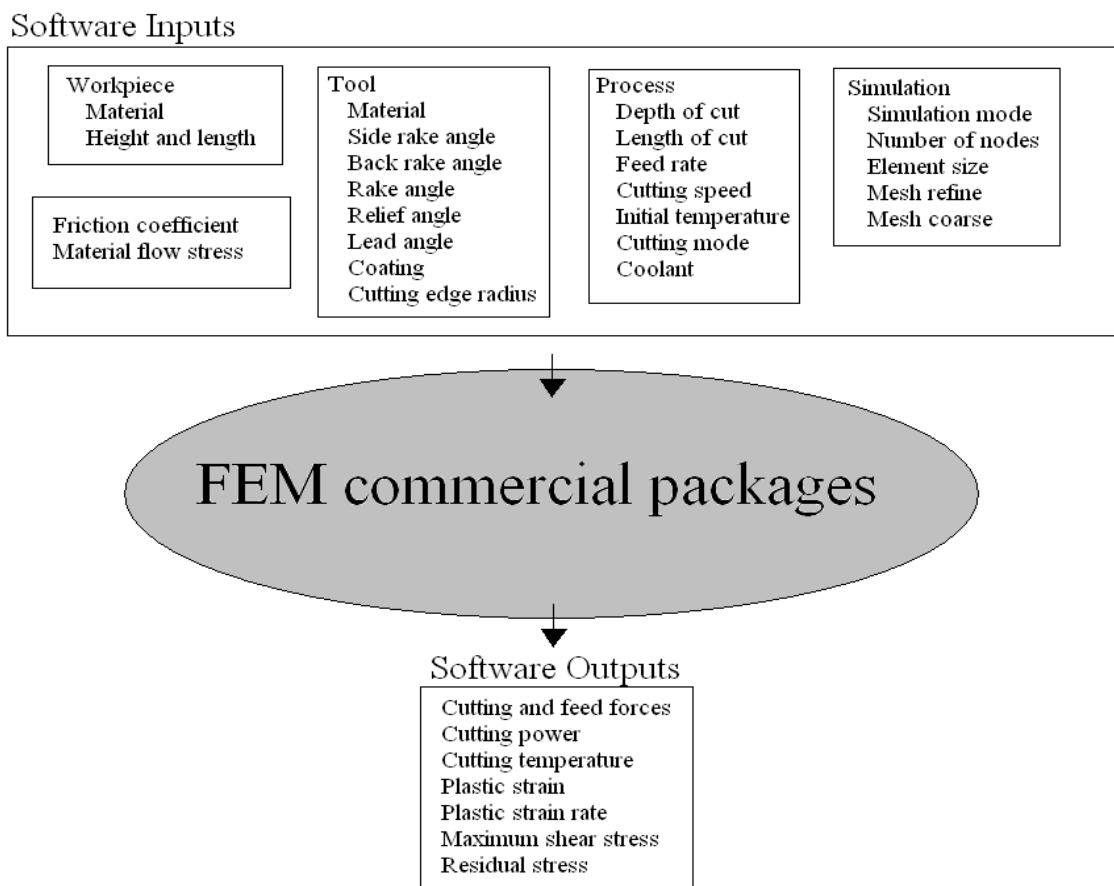 Software Inputs
Workpiece
Material
Height and length
Friction coefficient
Material flow stress
Tool
Material
Side rake angle
Back rake angle
Rake angle
Relief angle
Lead angle
Coating
Cutting edge radius
Process
Depth of cut
Length of cut
Feed rate
Cutting speed
Initial temperature
Cutting mode
Coolant
Simulation
Simulation mode
Number of nodes
Element size
Mesh refine
Mesh coarse
FEM commercial packages
Software Outputs
Cutting and feed forces
Cutting power
Cutting temperature
Plastic strain
Plastic strain rate
Maximum shear stress
Residual stress